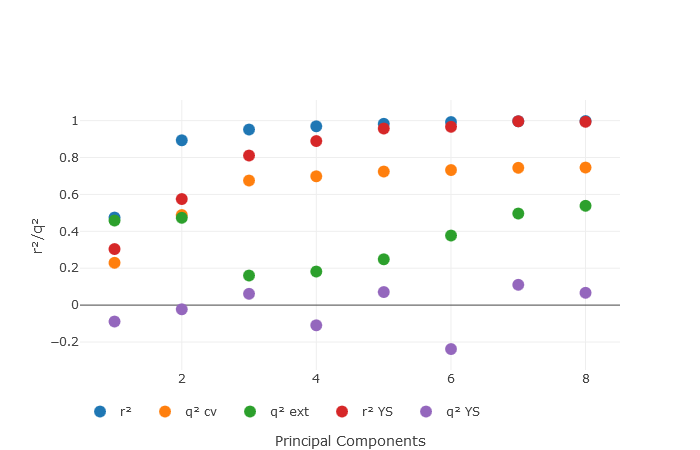 1
0.8
0.6
0.4
0.2
0
−0.2
r²/q²
2 4 6 8
r² q² cv q² ext r² YS q² YS
Principal Components